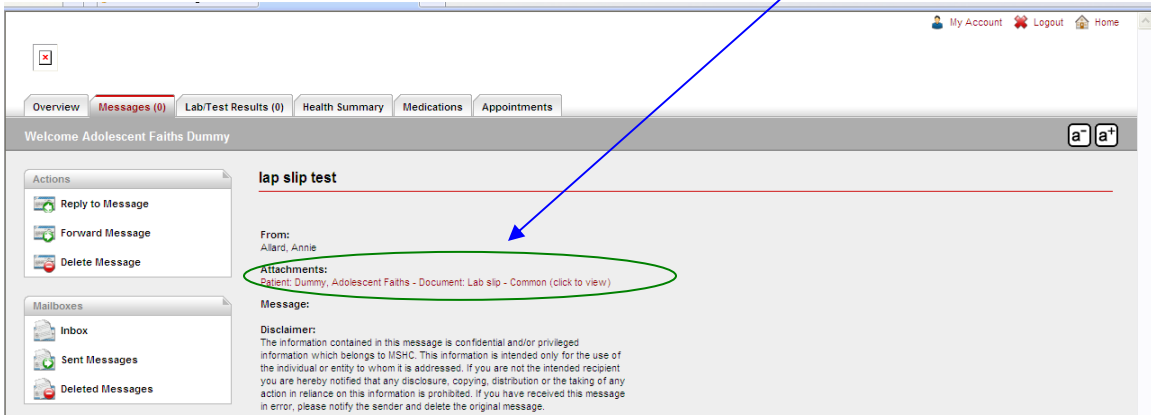 My Account Logout Home
Overview Messages (0) Lab/Test Results (0) Health Summary Medications Appointments
Welcome Adolescent Faiths Dummy
a- a+
Actions
Reply to Message
Forward Message
Delete Message
Mailboxes
Inbox
Sent Messages
Deleted Messages
lap slip test
From:
Allard, Annie
Attachments:
Patient: Dummy, Adolescent Faiths - Document: Lab slip - Common (click to view)
Message:
Disclaimer:
The information contained in this message is confidential and/or privileged
information which belongs to MSHC. This information is intended only for the use of
the individual or entity to whom it is addressed. If you are not the intended recipient
you are hereby notified that any disclosure, copying, distribution or the taking of any
action in reliance on this information is prohibited. If you have received this message
in error, please notify the sender and delete the original message.